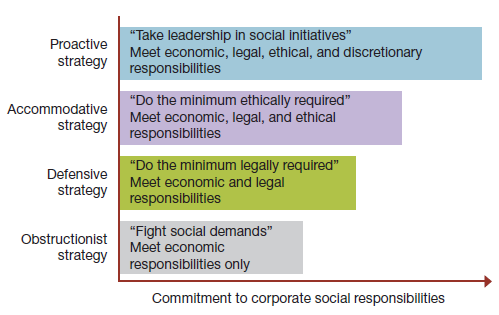 Proactive
strategy
“Take leadership in social initiatives”
Meet economic, legal, ethical, and discretionary
responsibilities
Accommodative
strategy
“Do the minimum ethically required”
Meet economic, legal, and ethical
responsibilities
Defensive
strategy
“Do the minimum legally required”
Meet economic and legal
responsibilities
Obstructionist
strategy
“Fight social demands”
Meet economic
responsibilities only
Commitment to corporate social responsibilities